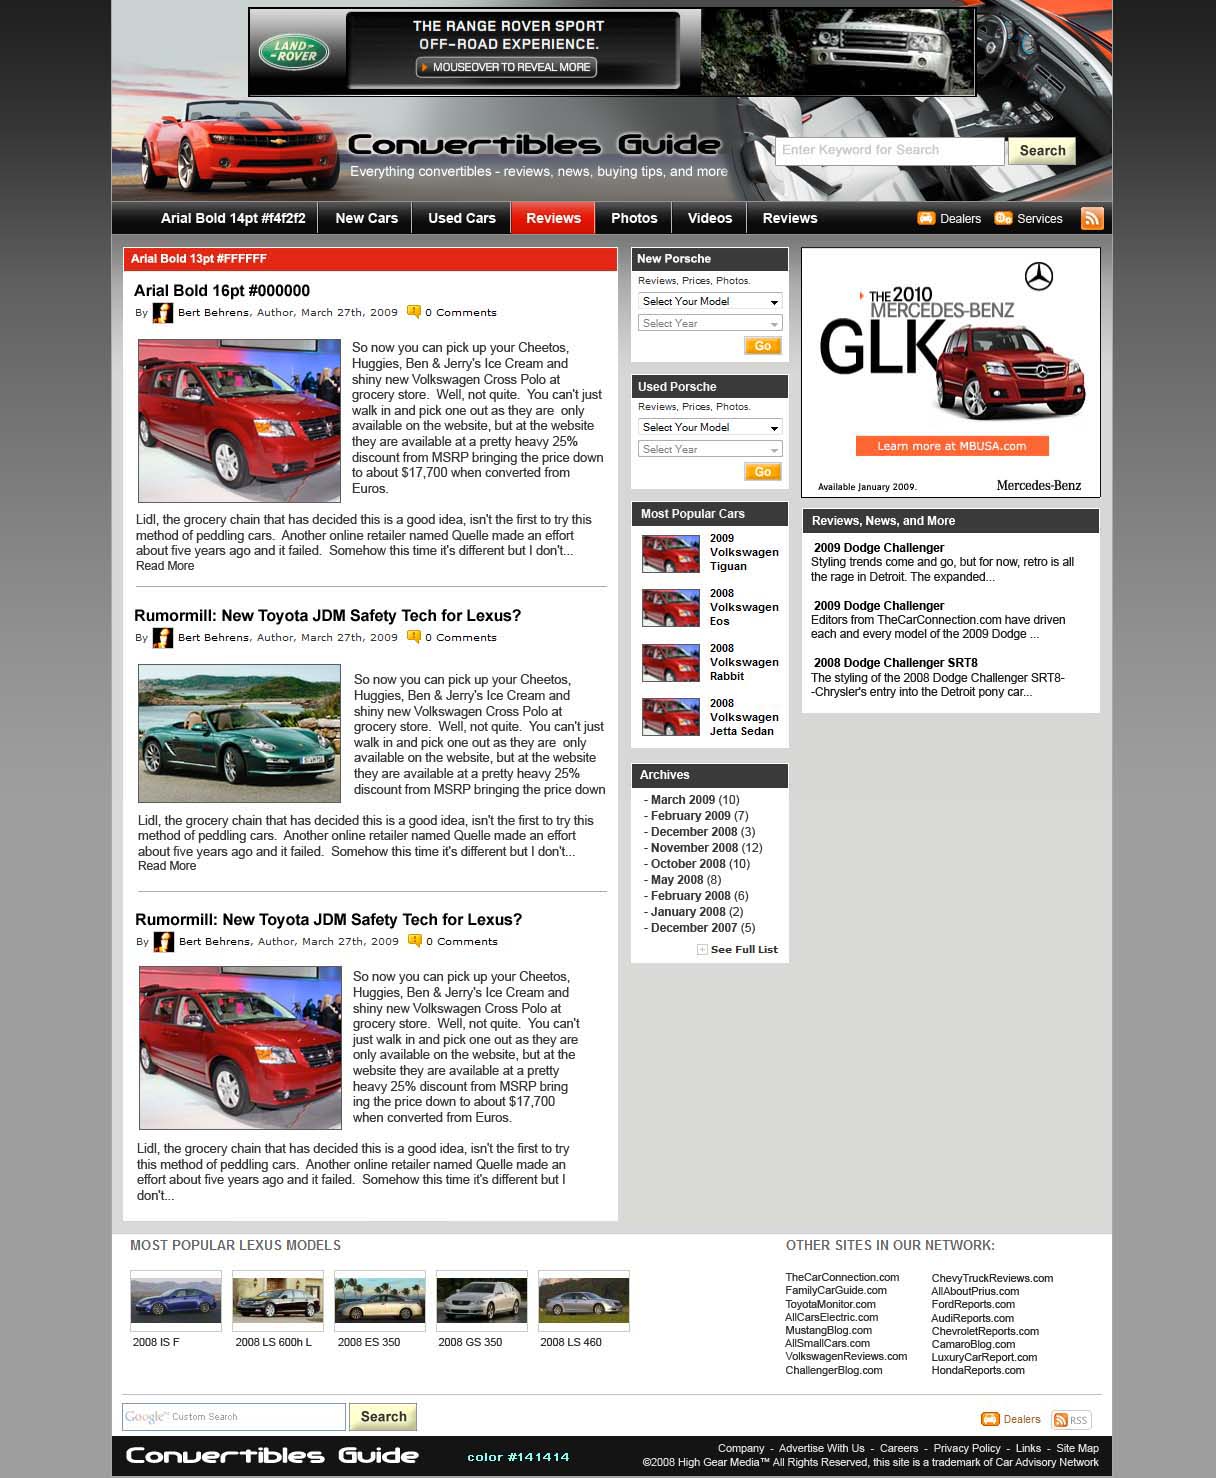 THE RANGE ROVER SPORT
OFF-ROAD EXPERIENCE.
LAND-
-ROVER
MOUSEOVER TO REVEAL MORE
Convertibles Guide
Everything convertibles - reviews, news, buying tips, and more
Enter Keyword for Search
Search
Arial Bold 14pt #f4f2f2 New Cars Used Cars Reviews Photos Videos Reviews Dealers Services
Arial Bold 13pt #FFFFFF
Arial Bold 16pt #000000
By Bert Behrens, Author, March 27th, 2009 0 Comments
So now you can pick up your Cheetos,
Huggies, Ben & Jerry's Ice Cream and
shiny new Volkswagen Cross Polo at
grocery store.  Well, not quite.  You can't just
walk in and pick one out as they are  only
available on the website, but at the website
they are available at a pretty heavy 25%
discount from MSRP bringing the price down
to about $17,700 when converted from
Euros.
Lidl, the grocery chain that has decided this is a good idea, isn't the first to try this
method of peddling cars.  Another online retailer named Quelle made an effort
about five years ago and it failed.  Somehow this time it's different but I don't...
Read More
Rumormill: New Toyota JDM Safety Tech for Lexus?
By Bert Behrens, Author, March 27th, 2009 0 Comments
So now you can pick up your Cheetos,
Huggies, Ben & Jerry's Ice Cream and
shiny new Volkswagen Cross Polo at
grocery store.  Well, not quite.  You can't just
walk in and pick one out as they are  only
available on the website, but at the website
they are available at a pretty heavy 25%
discount from MSRP bringing the price down
Lidl, the grocery chain that has decided this is a good idea, isn't the first to try this
method of peddling cars.  Another online retailer named Quelle made an effort
about five years ago and it failed.  Somehow this time it's different but I don't...
Read More
Rumormill: New Toyota JDM Safety Tech for Lexus?
By Bert Behrens, Author, March 27th, 2009 0 Comments
So now you can pick up your Cheetos,
Huggies, Ben & Jerry's Ice Cream and
shiny new Volkswagen Cross Polo at
grocery store.  Well, not quite.  You can't
just walk in and pick one out as they are
only available on the website, but at the
website they are available at a pretty
heavy 25% discount from MSRP bring
ing the price down to about $17,700
when converted from Euros.
Lidl, the grocery chain that has decided this is a good idea, isn't the first to try
this method of peddling cars.  Another online retailer named Quelle made an
effort about five years ago and it failed.  Somehow this time it's different but I
don't...
New Porsche
Reviews, Prices, Photos.
Select Your Model
Select Year
Go
Used Porsche
Reviews, Prices, Photos.
Select Your Model
Select Year
Go
Most Popular Cars
2009
Volkswagen
Tiguan
2008
Volkswagen
Eos
2008
Volkswagen
Rabbit
2008
Volkswagen
Jetta Sedan
Archives
- March 2009 (10)
- February 2009 (7)
- December 2008 (3)
- November 2008 (12)
- October 2008 (10)
- May 2008 (8)
- February 2008 (6)
- January 2008 (2)
- December 2007 (5)
See Full List
THE 2010
MERCEDES-BENZ
GLK
Learn more at MBUSA.com
Available January 2009. Mercedes-Benz
Reviews, News, and More
2009 Dodge Challenger
Styling trends come and go, but for now, retro is all
the rage in Detroit. The expanded...
2009 Dodge Challenger
Editors from TheCarConnection.com have driven
each and every model of the 2009 Dodge ...
2008 Dodge Challenger SRT8
The styling of the 2008 Dodge Challenger SRT8-
-Chrysler's entry into the Detroit pony car...
MOST POPULAR LEXUS MODELS
2008 IS F 2008 LS 600h L 2008 ES 350 2008 GS 350 2008 LS 460
OTHER SITES IN OUR NETWORK:
TheCarConnection.com
FamilyCarGuide.com
ToyotaMonitor.com
AllCarsElectric.com
MustangBlog.com
AllSmallCars.com
VolkswagenReviews.com
ChallengerBlog.com
ChevyTruckReviews.com
AllAboutPrius.com
FordReports.com
AudiReports.com
ChevroletReports.com
CamaroBlog.com
LuxuryCarReport.com
HondaReports.com
Google™ Custom Search
Search
Dealers
RSS
Convertibles Guide
color #141414
Company - Advertise With Us - Careers - Privacy Policy - Links - Site Map
©2008 High Gear Media™ All Rights Reserved, this site is a trademark of Car Advisory Network